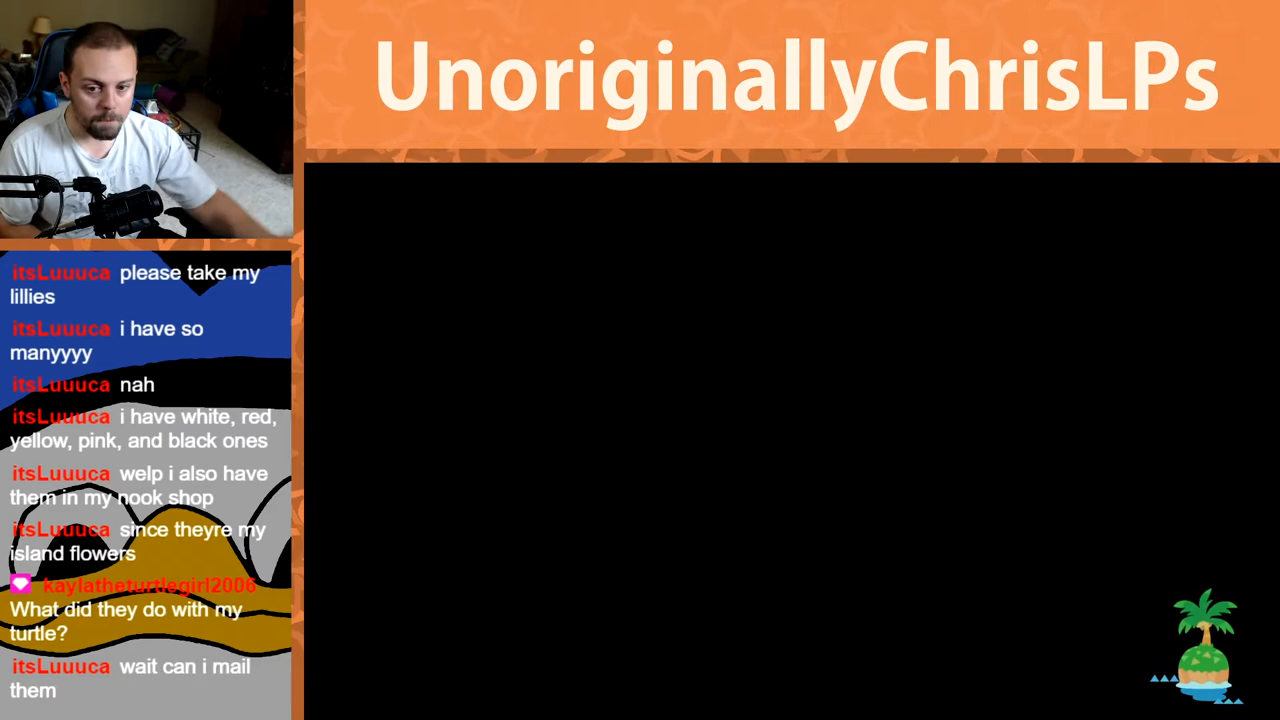 UnoriginallyChrisLPs
itsLuuuca please take my
lillies
itsLuuuca i have so
manyyyy
itsLuuuca nah
itsLuuuca i have white, red,
yellow, pink, and black ones
itsLuuuca welp i also have
them in my nook shop
itsLuuuca since theyre my
island flowers
kaylatheturtlegirl2006
What did they do with my
turtle?
itsLuuuca wait can i mail
them